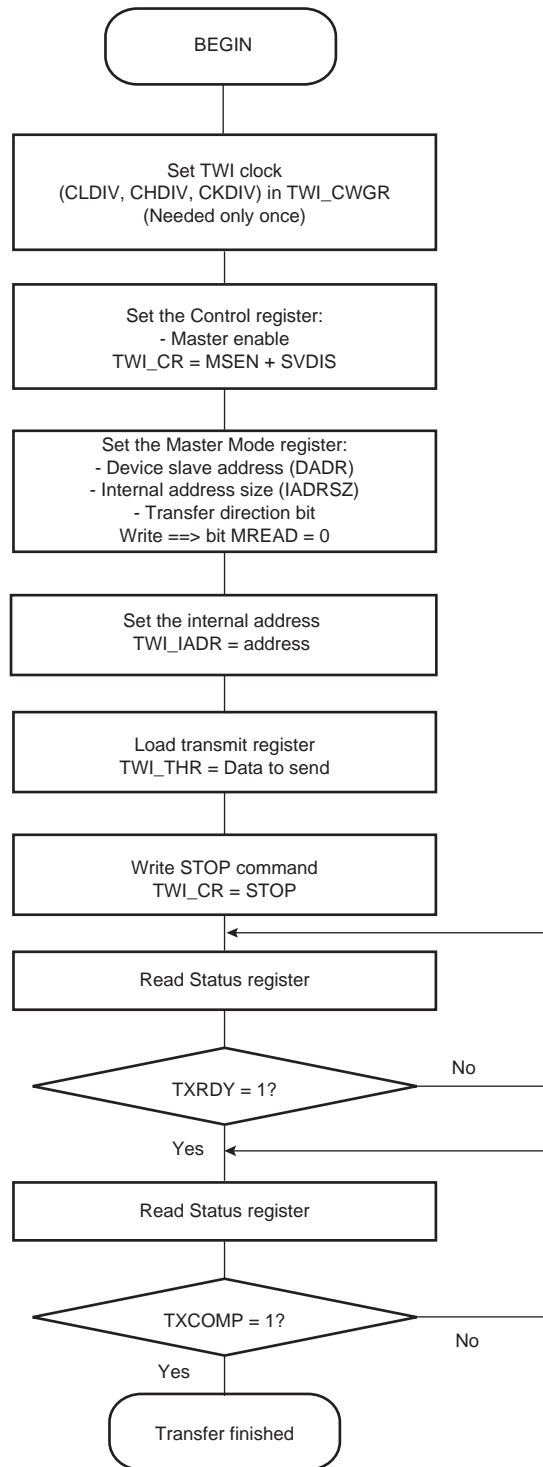 BEGIN
Set TWI clock
(CLDIV, CHDIV, CKDIV) in TWI_CWGR
(Needed only once)
Set the Control register:
- Master enable
TWI_CR = MSEN + SVDIS
Set the Master Mode register:
- Device slave address (DADR)
- Internal address size (IADRSZ)
- Transfer direction bit
Write ==> bit MREAD = 0
Set the internal address
TWI_IADR = address
Load transmit register
TWI_THR = Data to send
Write STOP command
TWI_CR = STOP
Read Status register
TXRDY = 1?
No
Yes
Read Status register
TXCOMP = 1?
No
Yes
Transfer finished